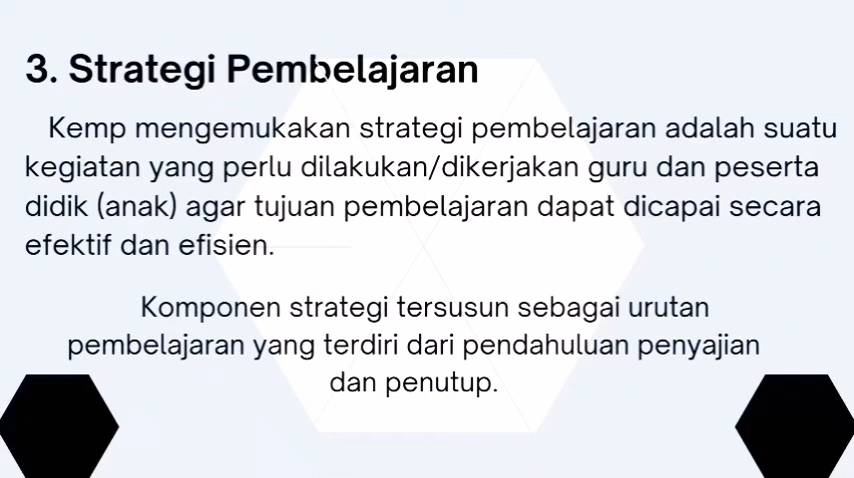 3. Strategi Pembelajaran
Kemp mengemukakan strategi pembelajaran adalah suatu
kegiatan yang perlu dilakukan/dikerjakan guru dan peserta
didik (anak) agar tujuan pembelajaran dapat dicapai secara
efektif dan efisien.
Komponen strategi tersusun sebagai urutan
pembelajaran yang terdiri dari pendahuluan penyajian
dan penutup.